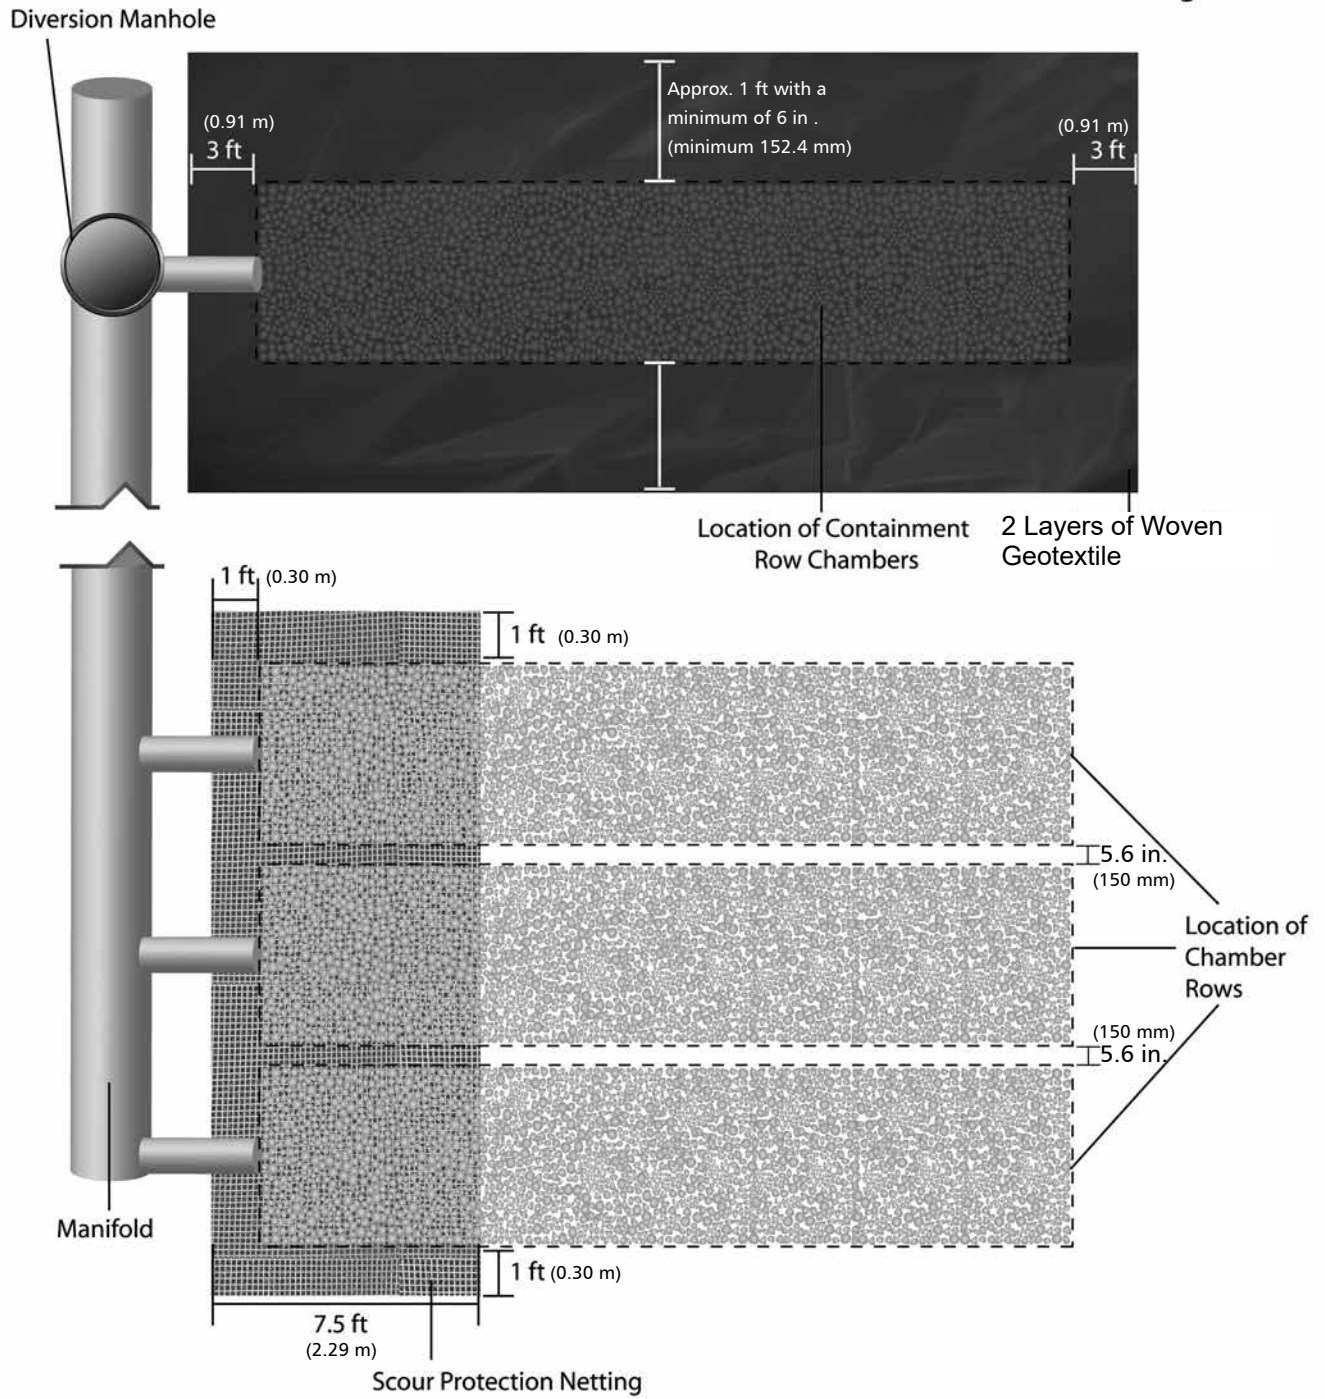 Diversion Manhole
Approx. 1 ft with a
minimum of 6 in .
(minimum 152.4 mm)
(0.91 m)
3 ft
(0.91 m)
3 ft
Location of Containment
Row Chambers
2 Layers of Woven
Geotextile
1 ft (0.30 m)
1 ft (0.30 m)
5.6 in.
(150 mm)
Location of
Chamber
Rows
(150 mm)
5.6 in.
Manifold
1 ft (0.30 m)
7.5 ft
(2.29 m)
Scour Protection Netting